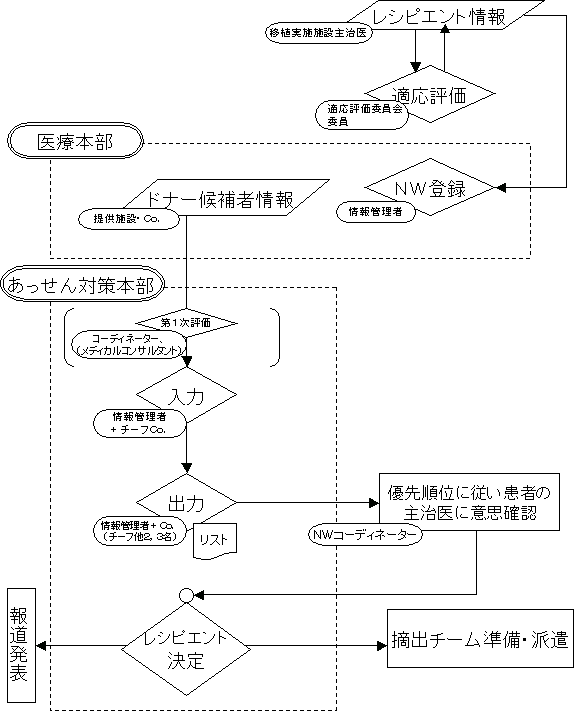 レシピエント情報
移植実施施設主治医
適応評価
適応評価委員会
委員
医療本部
ドナー候補者情報
提供施設・Co.
NW登録
情報管理者
あっせん対策本部
第1次評価
コーディネーター、
(メディカルコンサルタント)
入力
情報管理者
+チーフCo.
出力
情報管理者+Co.
(チーフ他2,3名)
リスト
優先順位に従い患者の
主治医に意思確認
NWコーディネーター
レシピエント
決定
報道発表
摘出チーム準備・派遣